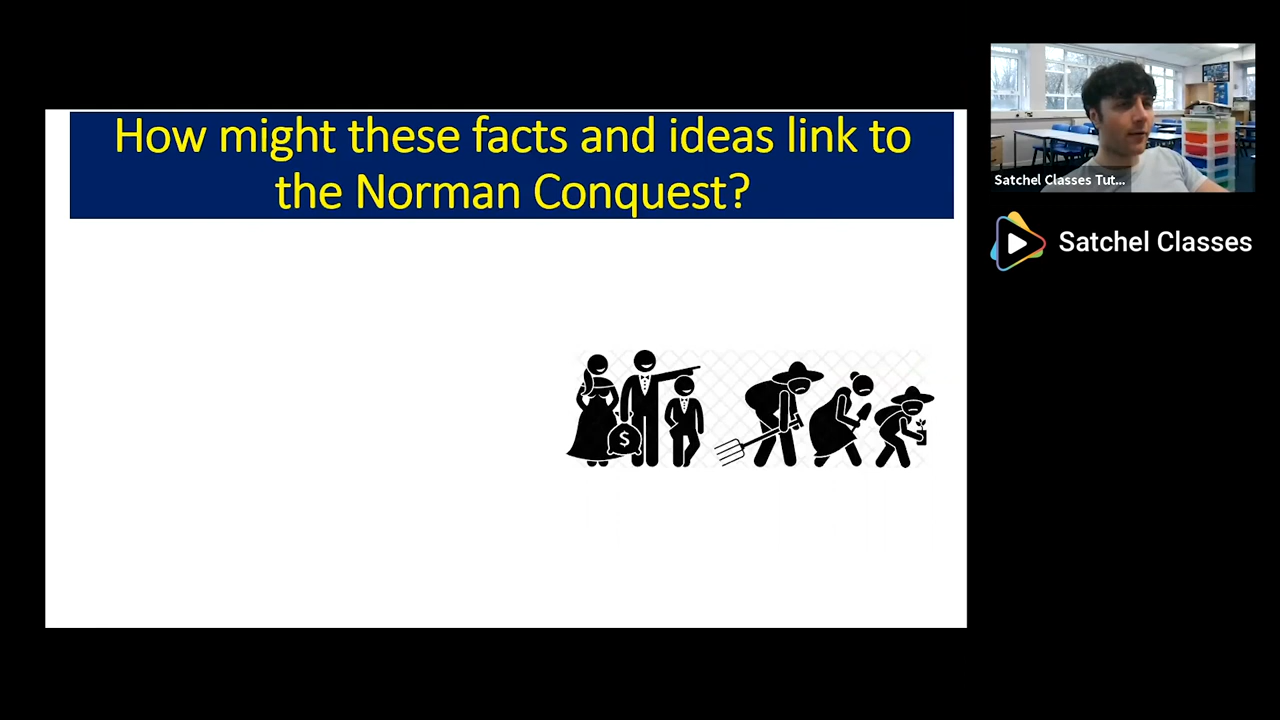 How might these facts and ideas link to
the Norman Conquest?
Satchel Classes Tut...
Satchel Classes
$